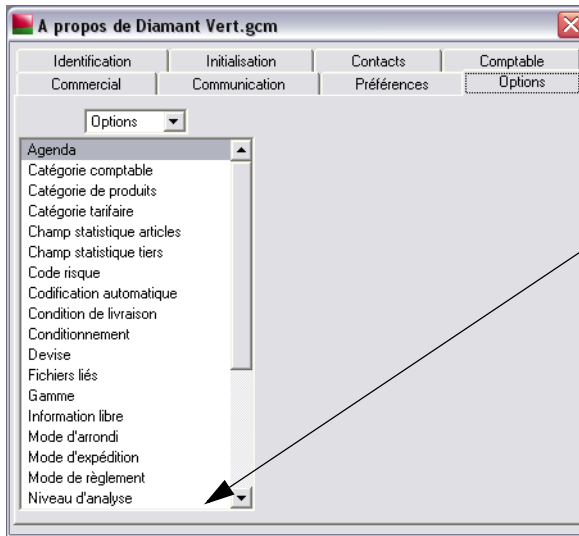 A propos de Diamant Vert.gcm
Identification
Initialisation
Contacts
Comptable
Commercial
Communication
Préférences
Options
Options
Agenda
Catégorie comptable
Catégorie de produits
Catégorie tarifaire
Champ statistique articles
Champ statistique tiers
Code risque
Codification automatique
Condition de livraison
Conditionnement
Devise
Fichiers liés
Gamme
Information libre
Mode d'arrondi
Mode d'expédition
Mode de règlement
Niveau d'analyse